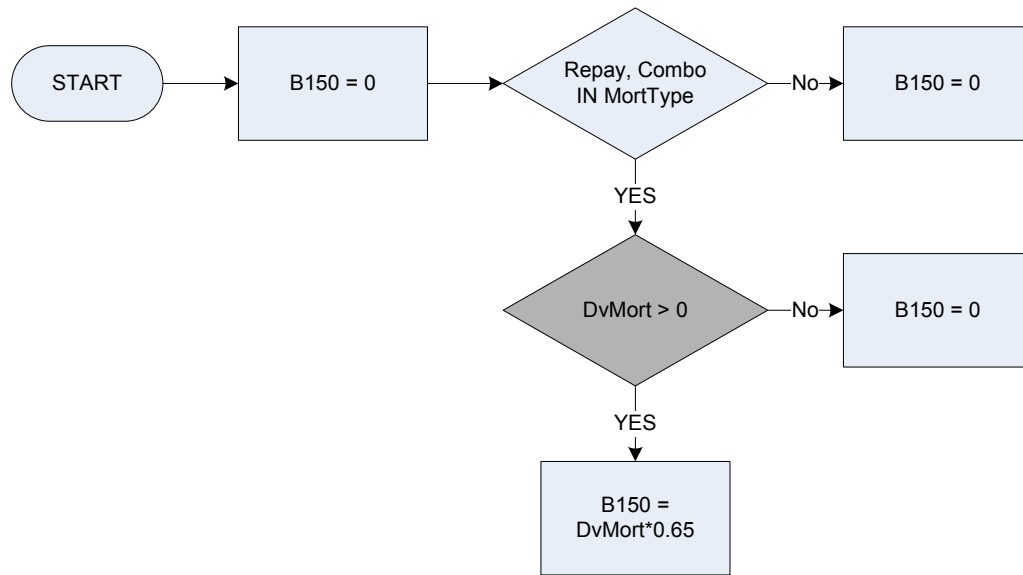 START
B150 = 0
Repay, Combo
IN MortType
No
B150 = 0
YES
DvMort > 0
No
B150 = 0
YES
B150 =
DvMort*0.65